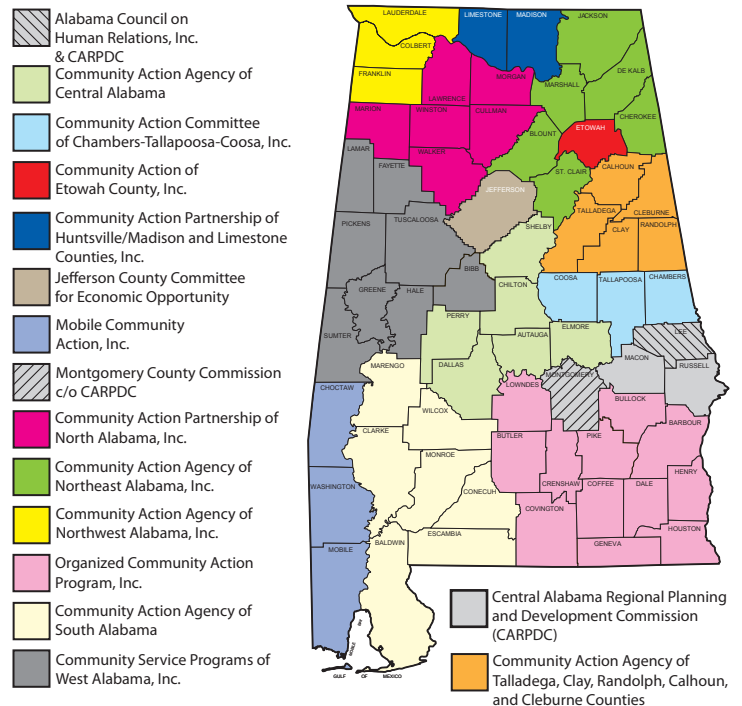 Alabama Council on
Human Relations, Inc.
& CARPDC
Community Action Agency of
Central Alabama
Community Action Committee
of Chambers-Tallapoosa-Coosa, Inc.
Community Action of
Etowah County, Inc.
Community Action Partnership of
Huntsville/Madison and Limestone
Counties, Inc.
Jefferson County Committee
for Economic Opportunity
Mobile Community
Action, Inc.
Montgomery County Commission
c/o CARPDC
Community Action Partnership of
North Alabama, Inc.
Community Action Agency of
Northeast Alabama, Inc.
Community Action Agency of
Northwest Alabama, Inc.
Organized Community Action
Program, Inc.
Community Action Agency of
South Alabama
Community Service Programs of
West Alabama, Inc.
LAUDERDALE
LIMESTONE
MADISON
JACKSON
COLBERT
FRANKLIN
LAWRENCE
MORGAN
MARSHALL
DE KALB
MARION
WINSTON
CULLMAN
BLOUNT
ETOWAH
CHEROKEE
LAMAR
FAYETTE
WALKER
JEFFERSON
ST. CLAIR
CALHOUN
CLEBURNE
PICKENS
TUSCALOOSA
SHELBY
TALLADEGA
CLAY
RANDOLPH
BIBB
CHILTON
COOSA
TALLAPOOSA
CHAMBERS
GREENE
HALE
SUMTER
PERRY
AUTAUGA
ELMORE
LEE
MACON
RUSSELL
MARENGO
DALLAS
LOWNDES
MONTGOMERY
BULLOCK
CHOCTAW
WILCOX
CLARKE
BUTLER
PIKE
BARBOUR
MONROE
WASHINGTON
CONECUH
CRENSHAW
COFFEE
DALE
HENRY
COVINGTON
HOUSTON
ESCAMBIA
GENEVA
MOBILE
BALDWIN
MOBILE BAY
GULF OF MEXICO
Central Alabama Regional Planning
and Development Commission
(CARPDC)
Community Action Agency of
Talladega, Clay, Randolph, Calhoun,
and Cleburne Counties